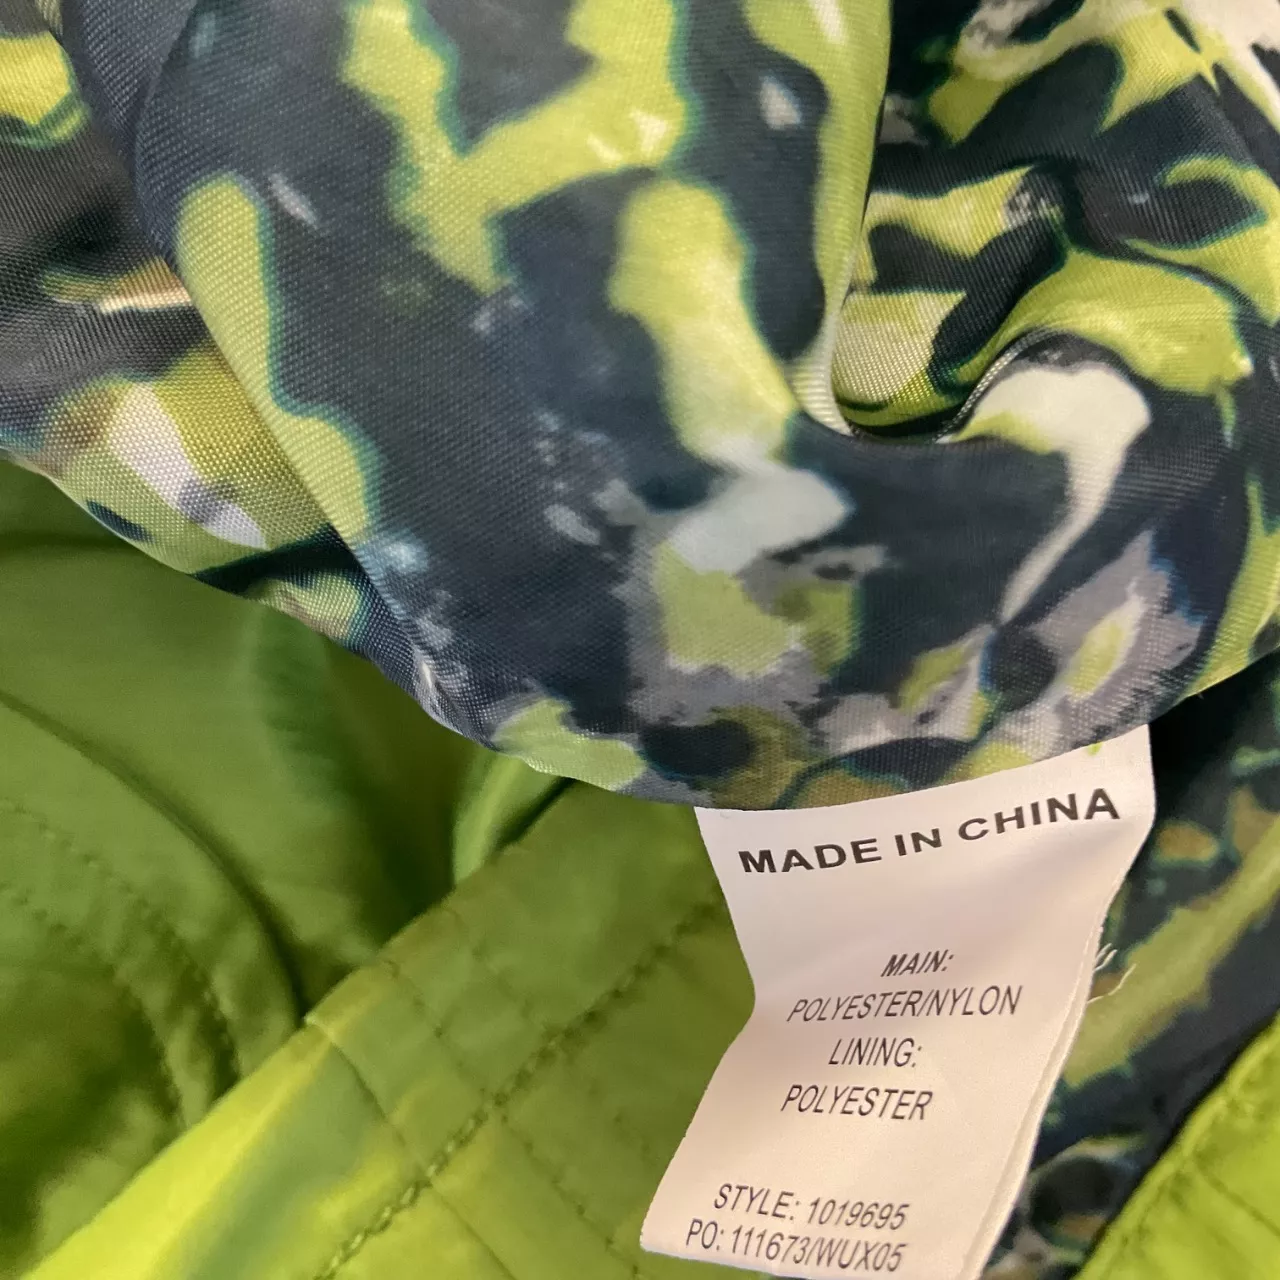 MADE IN CHINA
MAIN:
POLYESTER/NYLON
LINING:
POLYESTER
STYLE: 1019695
PO: 111673/WUX05